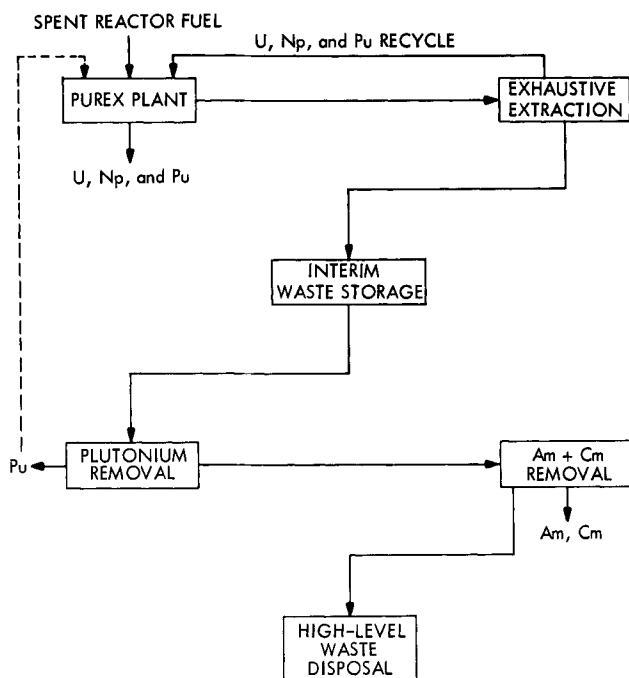 SPENT REACTOR FUEL
U, Np, and Pu RECYCLE
PUREX PLANT
EXHAUSTIVE
EXTRACTION
U, Np, and Pu
INTERIM
WASTE STORAGE
Pu
PLUTONIUM
REMOVAL
Am + Cm
REMOVAL
Am, Cm
HIGH-LEVEL
WASTE
DISPOSAL